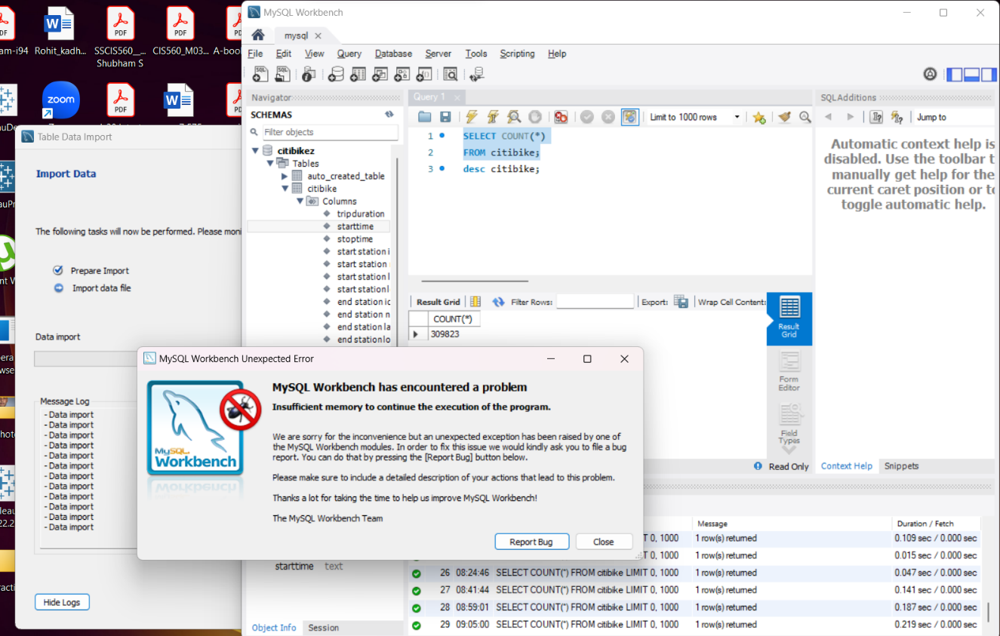 PDF
am-i94
Rohit_kadh...
PDF
SSCIS560__...
Shubham S
PDF
CIS560_M03...
A-bool
zoom
PDF
Table Data Import
Import Data
The following tasks will now be performed. Please moni
Prepare Import
Import data file
Data import
Message Log
- Data import
- Data import
- Data import
- Data import
- Data import
- Data import
- Data import
- Data import
- Data import
- Data import
- Data import
- Data import
Hide Logs
MySQL Workbench
mysql
File Edit View Query Database Server Tools Scripting Help
Navigator
SCHEMAS
Filter objects
citibikez
Tables
auto_created_table
citibike
Columns
tripduration
starttime
stoptime
start station i
start station
start station l
start station l
end station ic
end station n
end station la
end station lo
starttime text
Object Info Session
Query 1
Limit to 1000 rows
1 SELECT COUNT(*)
2 FROM citibike;
3 desc citibike;
Result Grid Filter Rows: Export: Wrap Cell Content:
COUNT(*)
309823
Result
Grid
Form
Editor
Field
Types
Read Only
SQLAdditions
Jump to
Automatic context help is
disabled. Use the toolbar t
manually get help for the
current caret position or to
toggle automatic help.
Context Help Snippets
MySQL Workbench Unexpected Error
MySQL Workbench has encountered a problem
Insufficient memory to continue the execution of the program.
We are sorry for the inconvenience but an unexpected exception has been raised by one of
the MySQL Workbench modules. In order to fix this issue we would kindly ask you to file a bug
report. You can do that by pressing the [Report Bug] button below.
Please make sure to include a detailed description of your actions that lead to this problem.
Thanks a lot for taking the time to help us improve MySQL Workbench!
The MySQL Workbench Team
MySQL
Workbench
Report Bug Close
Message Duration / Fetch
T 0, 1000 1 row(s) returned 0.109 sec / 0.000 sec
T 0, 1000 1 row(s) returned 0.015 sec / 0.000 sec
26 08:24:46 SELECT COUNT(*) FROM citibike LIMIT 0, 1000 1 row(s) returned 0.047 sec / 0.000 sec
27 08:41:44 SELECT COUNT(*) FROM citibike LIMIT 0, 1000 1 row(s) returned 0.141 sec / 0.000 sec
28 08:59:01 SELECT COUNT(*) FROM citibike LIMIT 0, 1000 1 row(s) returned 0.187 sec / 0.000 sec
29 09:05:00 SELECT COUNT(*) FROM citibike LIMIT 0, 1000 1 row(s) returned 0.219 sec / 0.000 sec